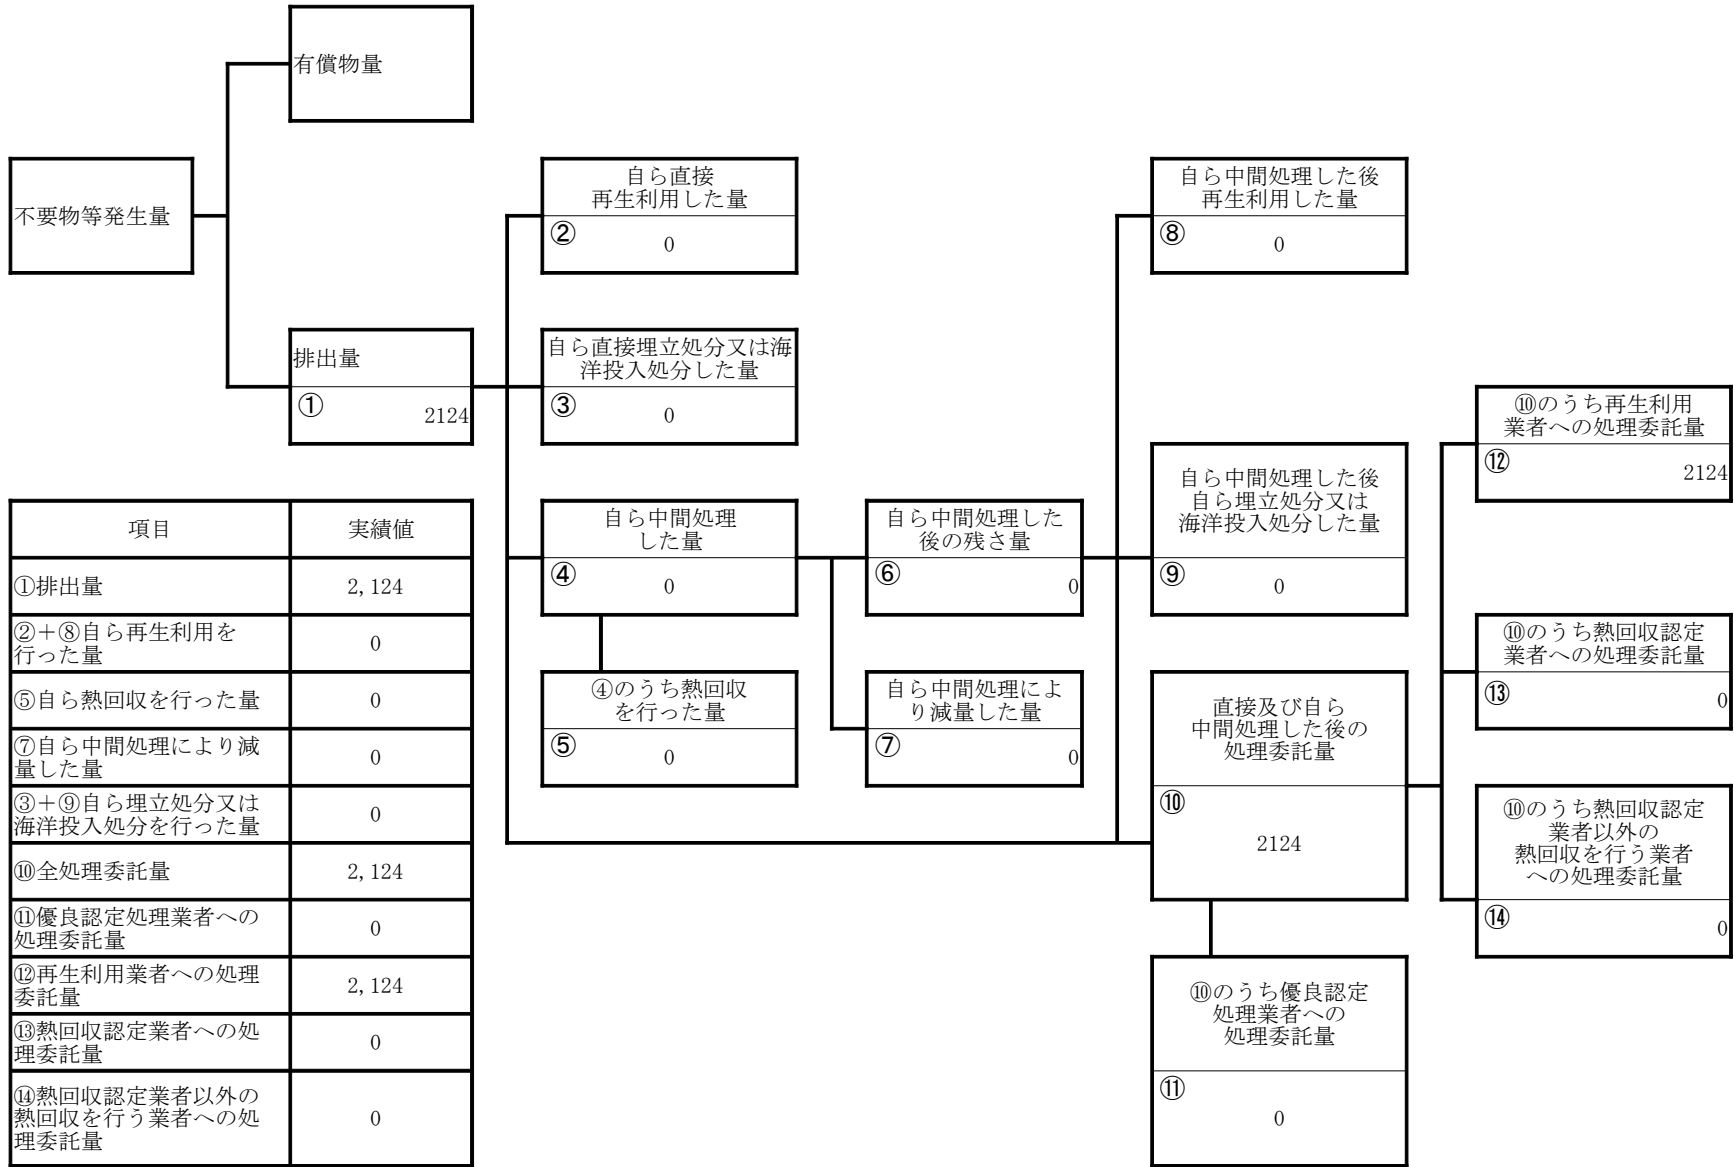 有償物量
不要物等発生量
排出量
①
2124
自ら直接
再生利用した量
②
0
自ら直接埋立処分又は海
洋投入処分した量
③
0
自ら中間処理
した量
④
0
④のうち熱回収
を行った量
⑤
0
自ら中間処理した
後の残さ量
⑥
0
自ら中間処理によ
り減量した量
⑦
0
自ら中間処理した後
再生利用した量
⑧
0
自ら中間処理した後
自ら埋立処分又は
海洋投入処分した量
⑨
0
直接及び自ら
中間処理した後の
処理委託量
⑩
2124
⑩のうち優良認定
処理業者への
処理委託量
⑪
0
⑩のうち再生利用
業者への処理委託量
⑫
2124
⑩のうち熱回収認定
業者への処理委託量
⑬
0
⑩のうち熱回収認定
業者以外の
熱回収を行う業者
への処理委託量
⑭
0
項目 実績値
①排出量 2,124
②＋⑧自ら再生利用を
行った量 0
⑤自ら熱回収を行った量 0
⑦自ら中間処理により減
量した量 0
③＋⑨自ら埋立処分又は
海洋投入処分を行った量 0
⑩全処理委託量 2,124
⑪優良認定処理業者への
処理委託量 0
⑫再生利用業者への処理
委託量 2,124
⑬熱回収認定業者への処
理委託量 0
⑭熱回収認定業者以外の
熱回収を行う業者への処
理委託量 0